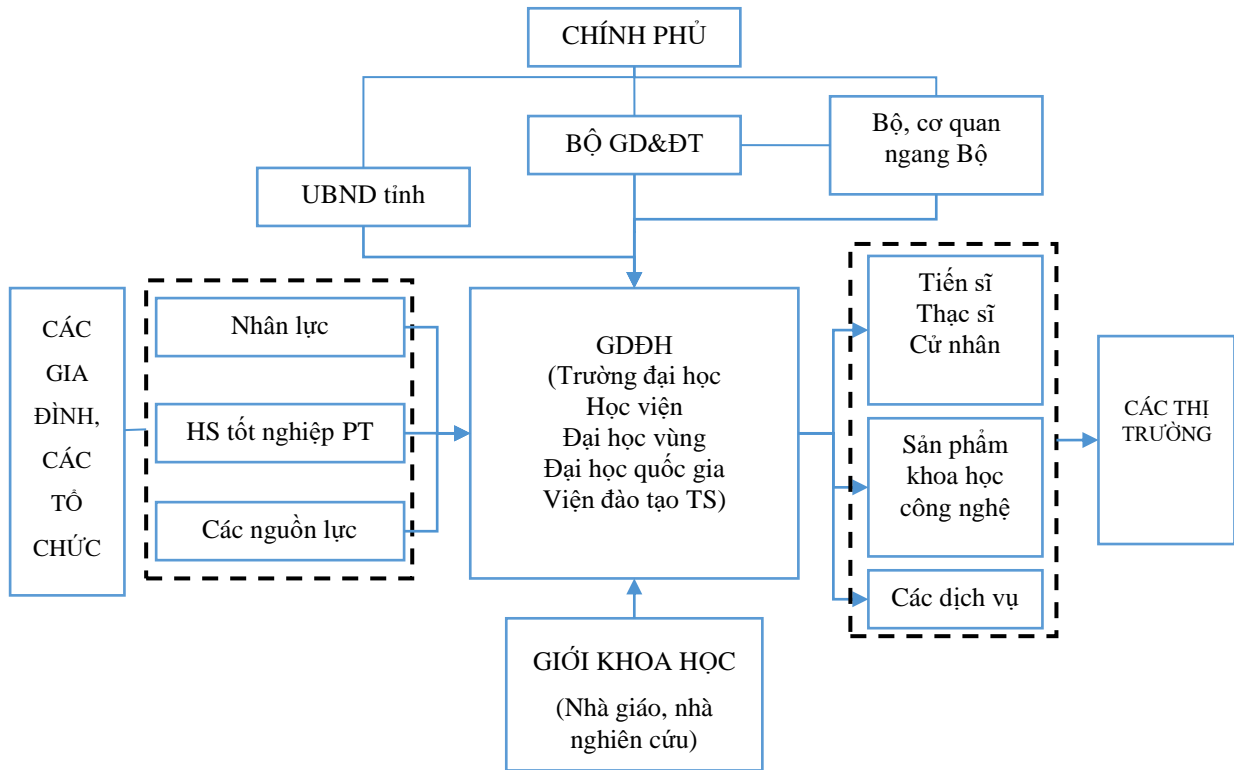 CHÍNH PHỦ
BỘ GD&ĐT
Bộ, cơ quan
ngang Bộ
UBND tỉnh
CÁC
GIA
ĐÌNH,
CÁC
TỔ
CHỨC
Nhân lực
HS tốt nghiệp PT
Các nguồn lực
GDĐH
(Trường đại học
Học viện
Đại học vùng
Đại học quốc gia
Viện đào tạo TS)
Tiến sĩ
Thạc sĩ
Cử nhân
Sản phẩm
khoa học
công nghệ
Các dịch vụ
CÁC THỊ
TRƯỜNG
GIỚI KHOA HỌC
(Nhà giáo, nhà
nghiên cứu)